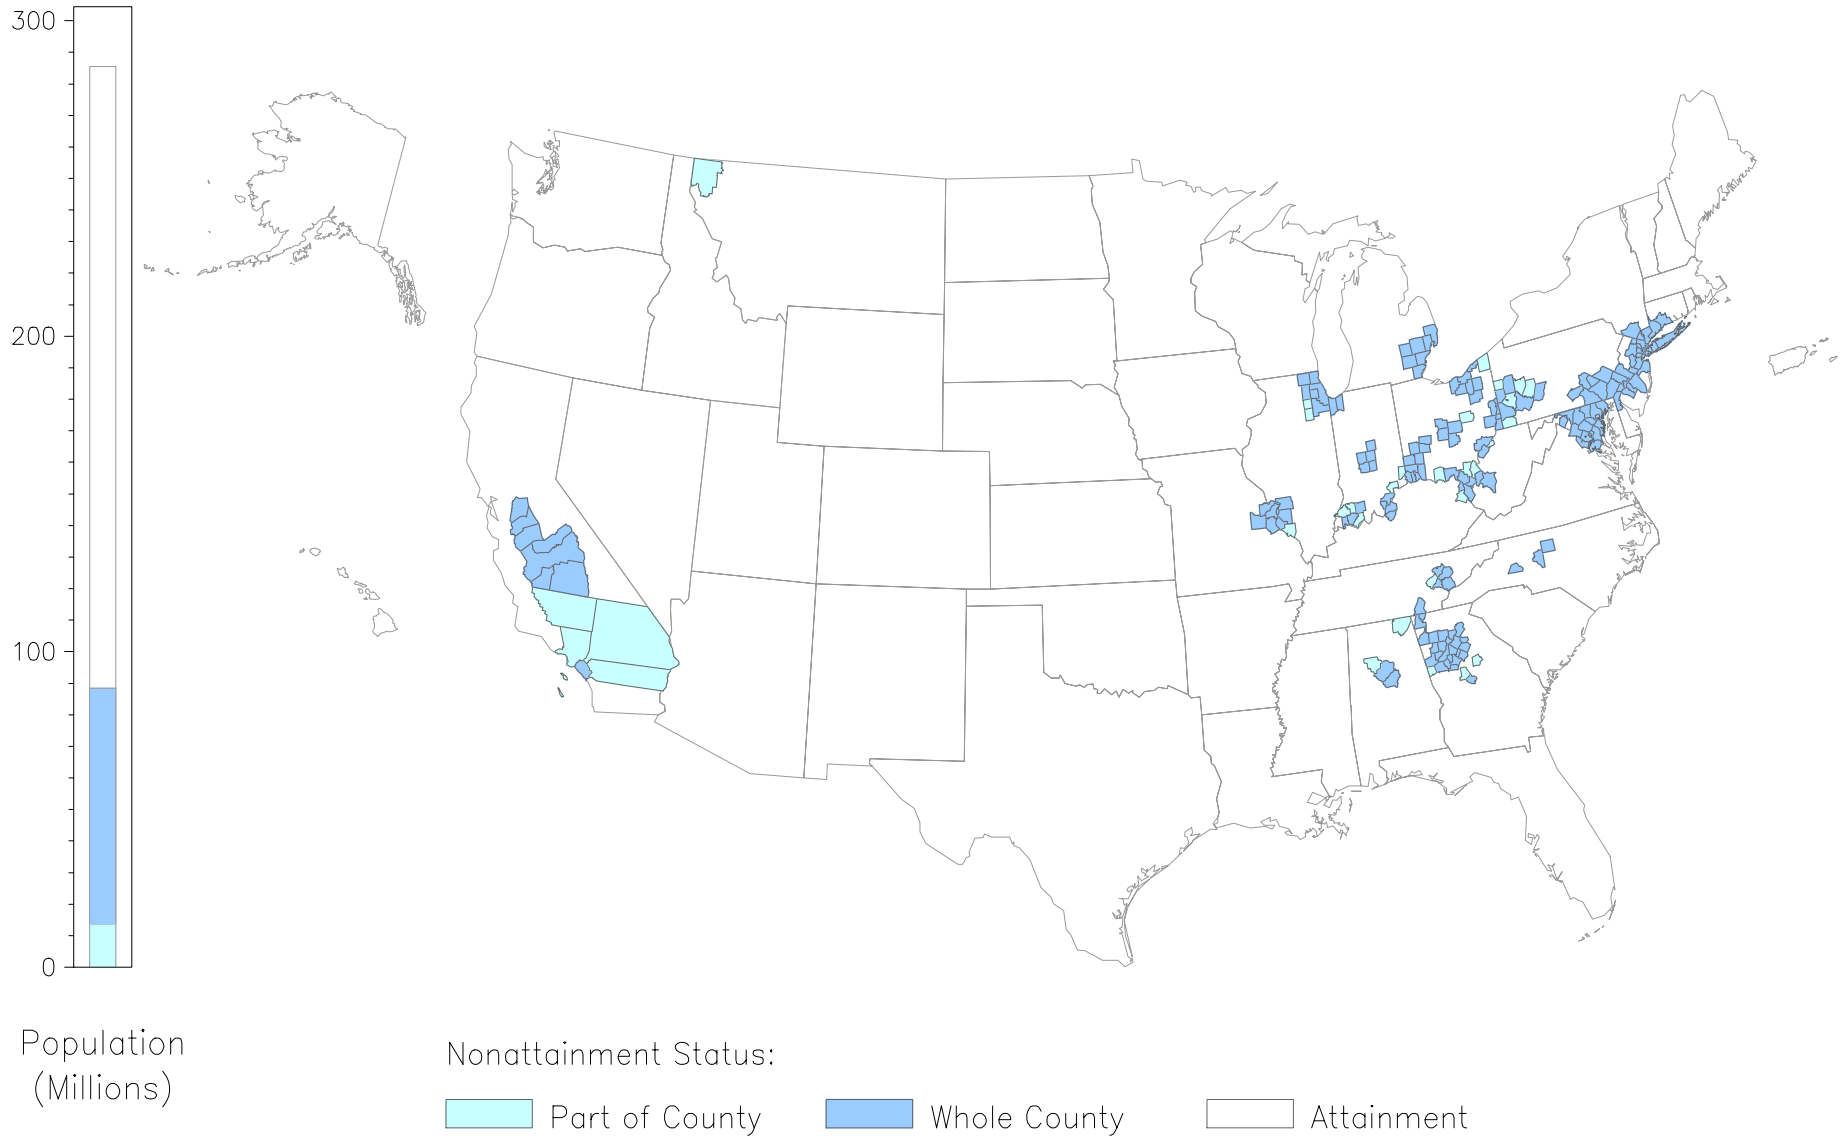 300
200
100
0
Population
(Millions)
Nonattainment Status:
Part of County
Whole County
Attainment